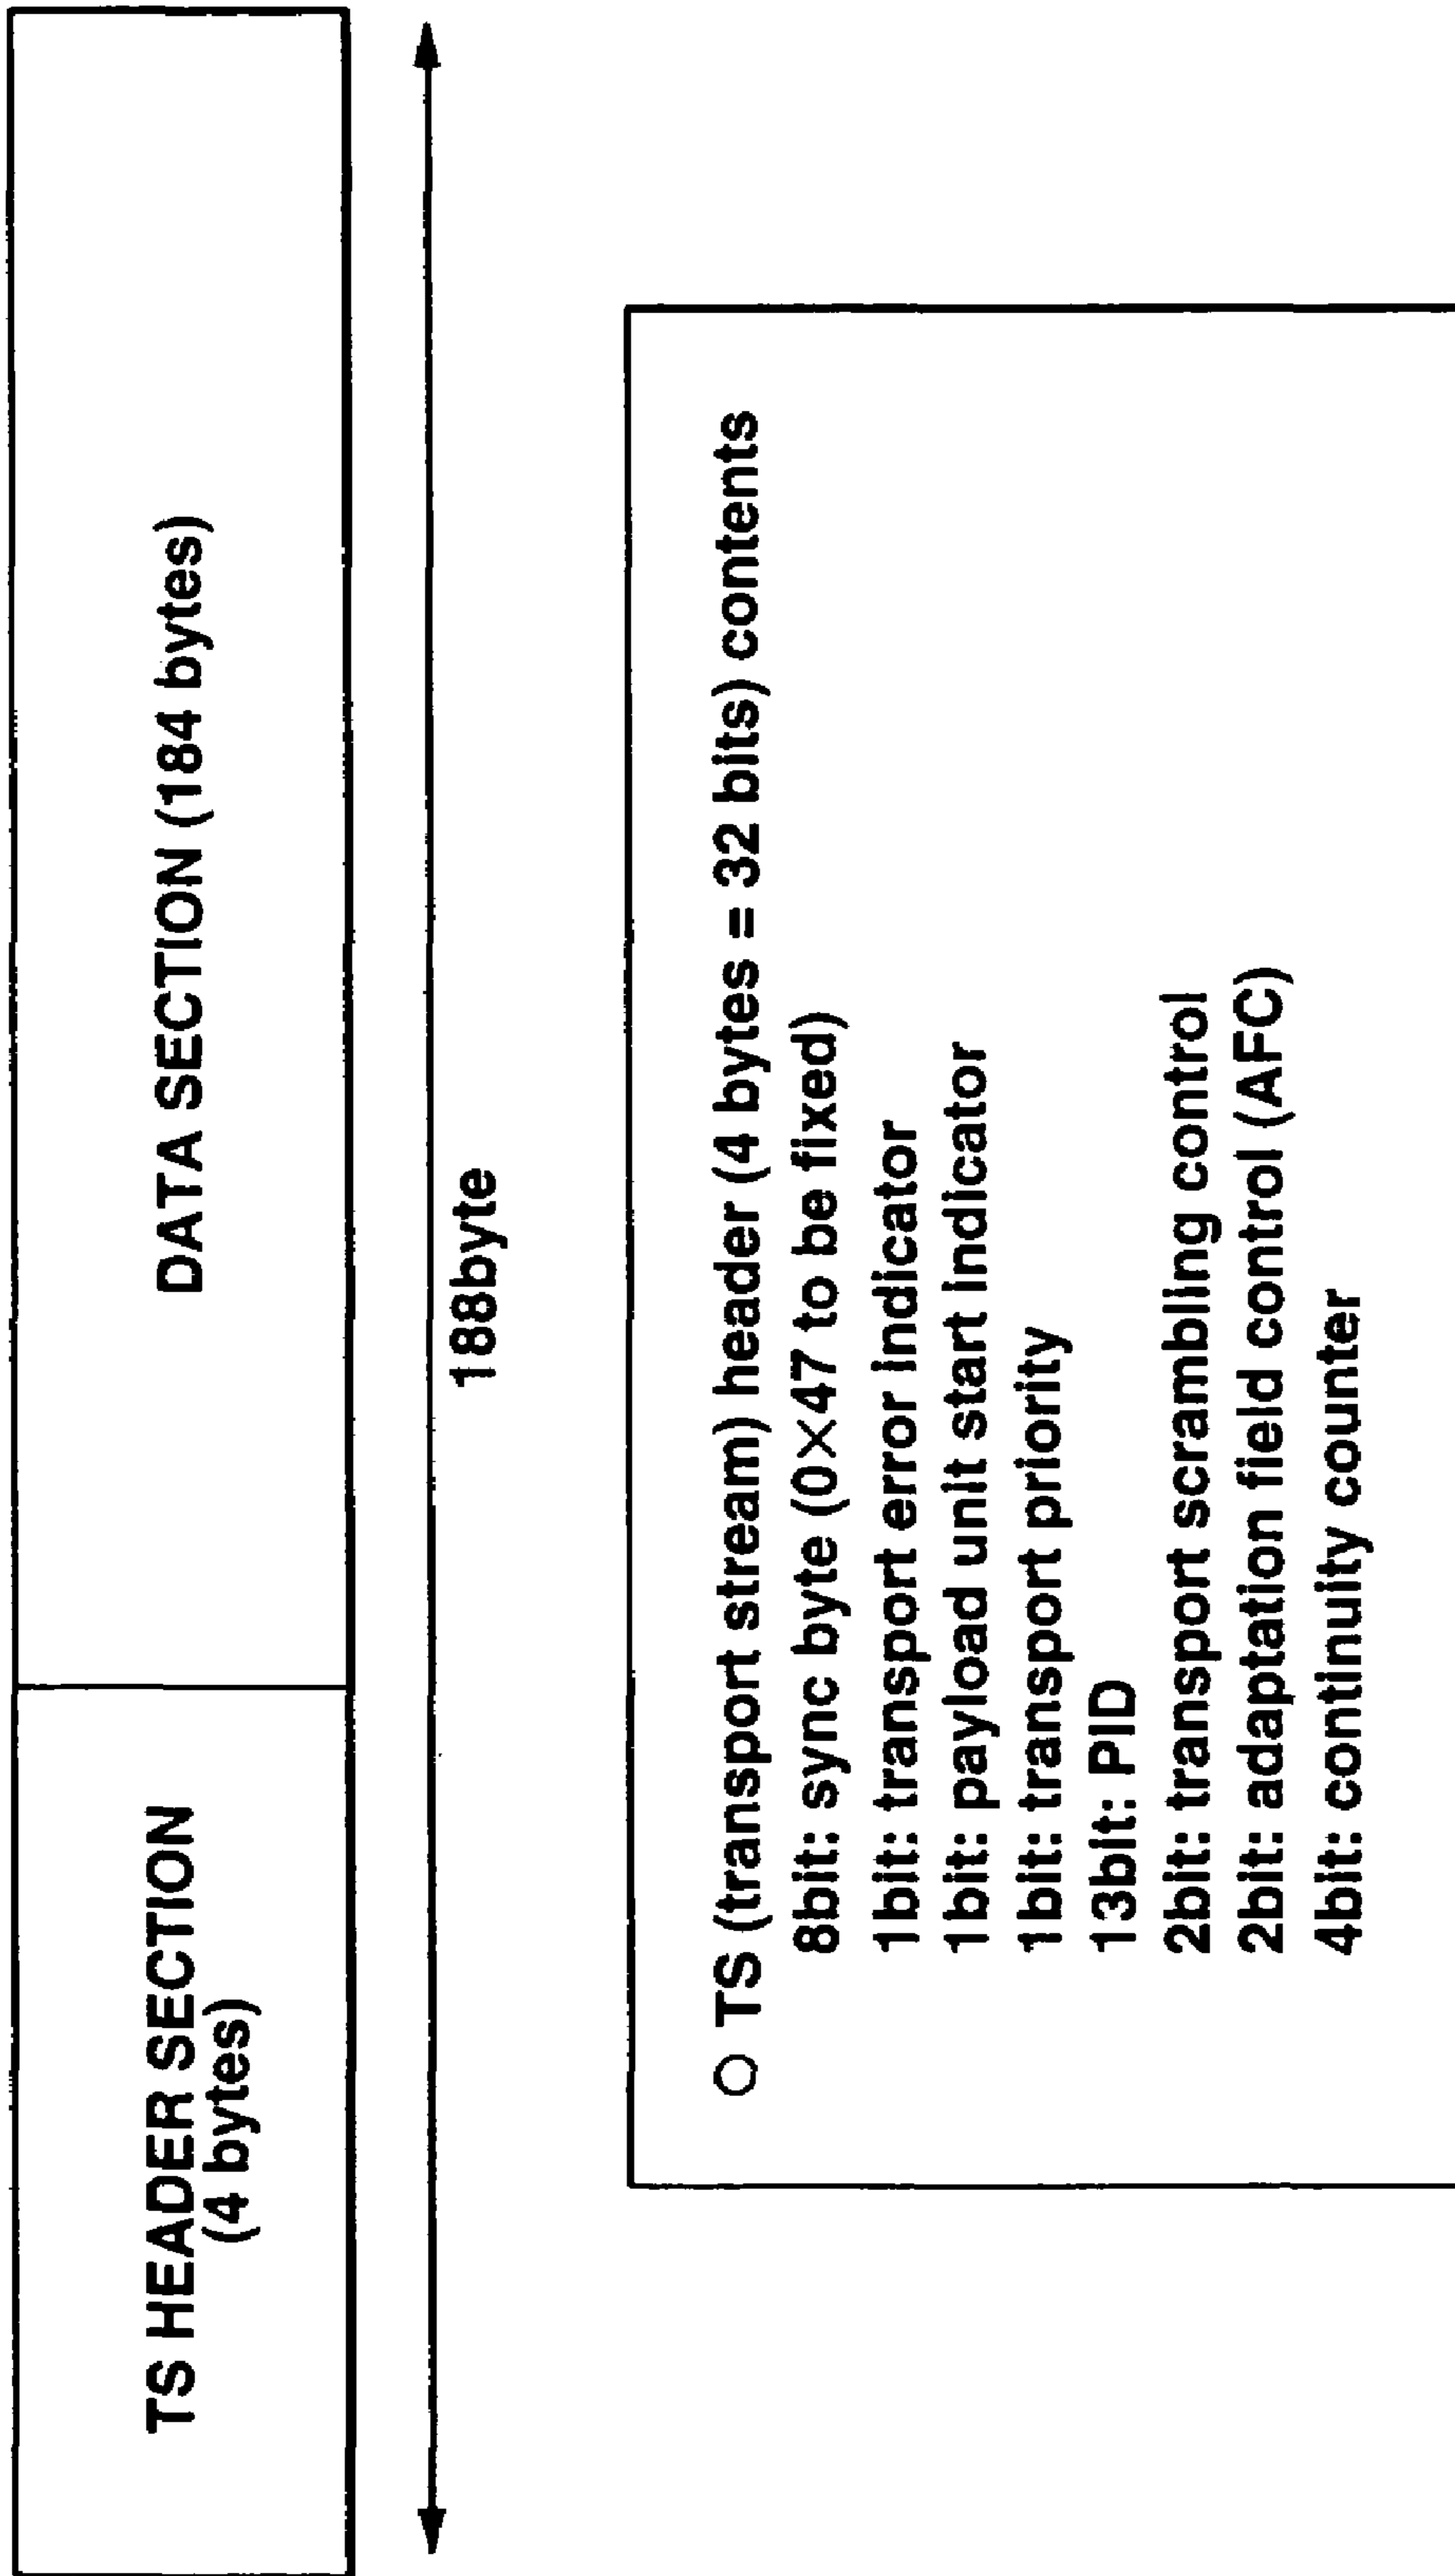 TS HEADER SECTION
(4 bytes)
DATA SECTION (184 bytes)
188byte
○ TS (transport stream) header (4 bytes = 32 bits) contents
8bit: sync byte (0×47 to be fixed)
1bit: transport error indicator
1bit: payload unit start indicator
1bit: transport priority
13bit: PID
2bit: transport scrambling control
2bit: adaptation field control (AFC)
4bit: continuity counter